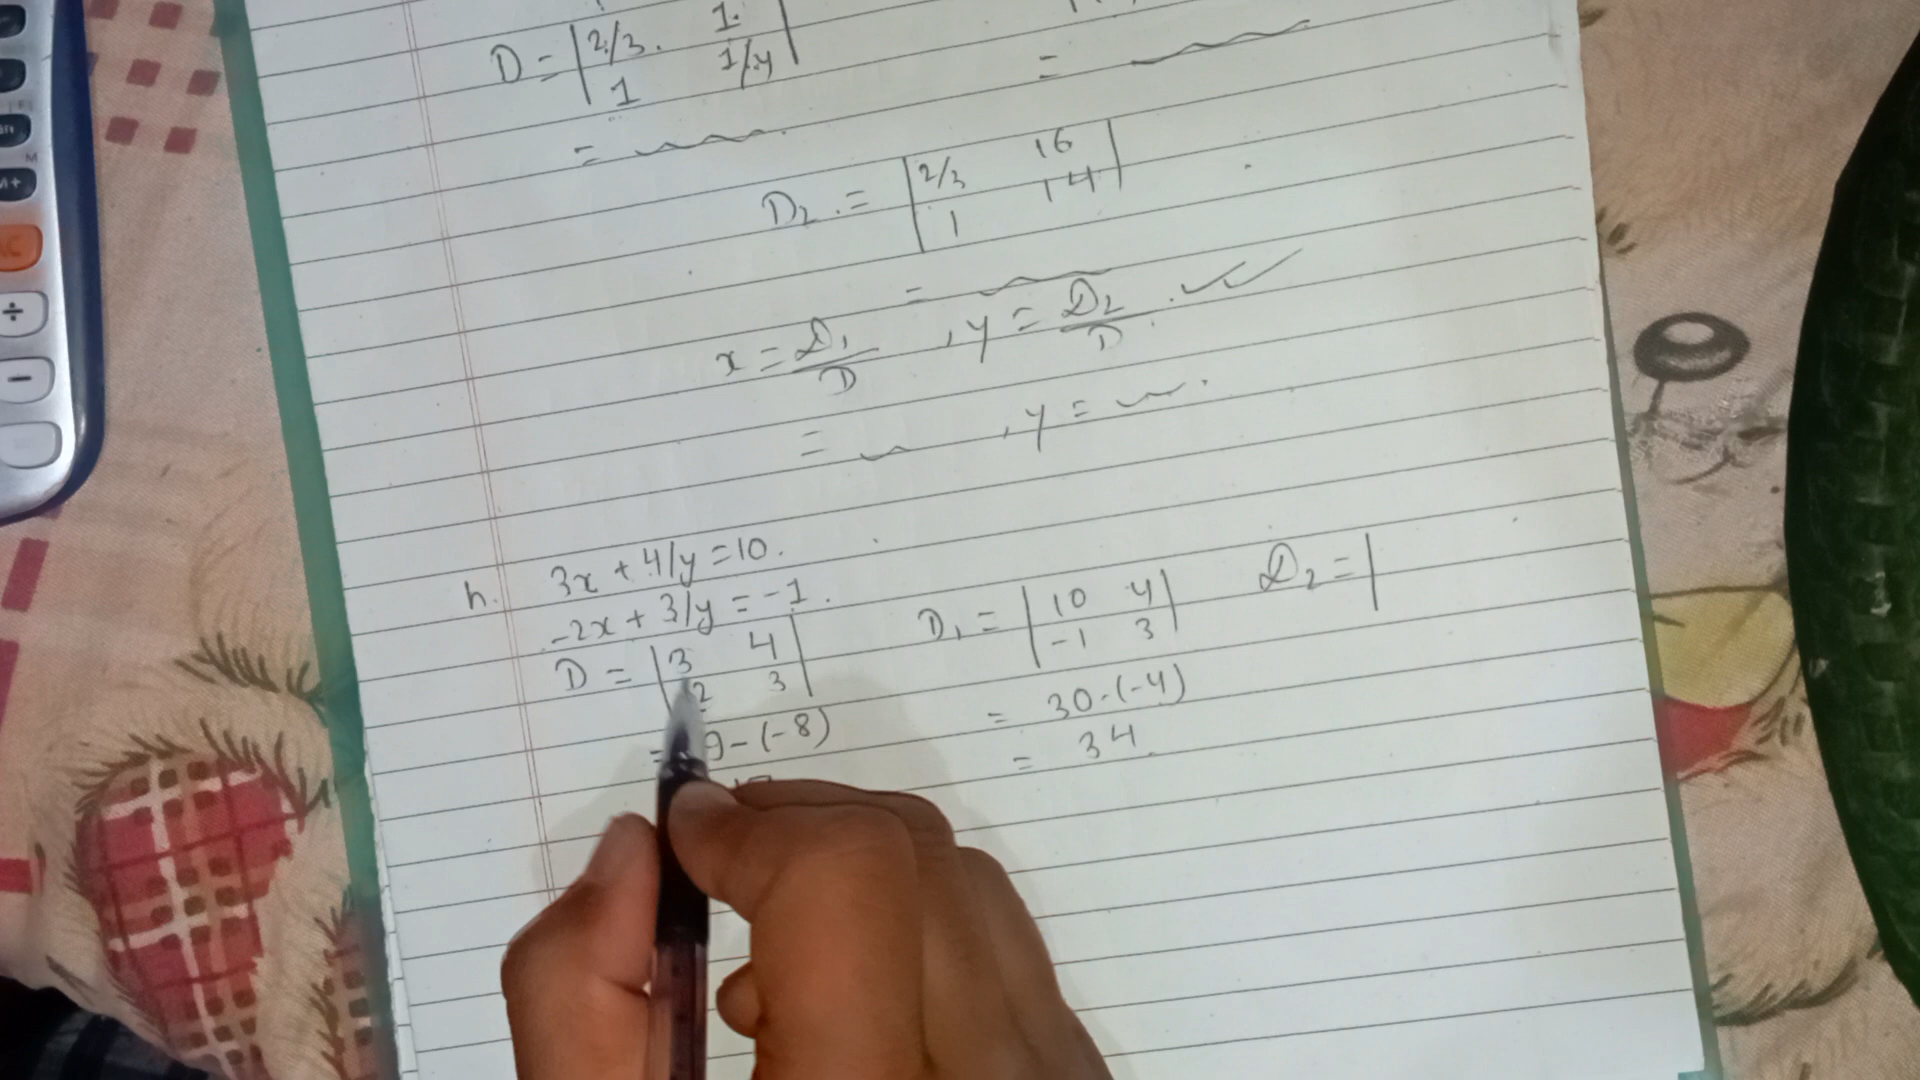 D = | 2/3. 1. |
| 1 1/.4 |
=
=
D₂ . = | 2/3 16 |
| 1 14 |
=
x = D₁/D , y = D₂/D .
= , y = .
h. 3x + 4/y = 10.
-2x + 3/y = -1.
D = | 3 4 |
| 2 3 |
= 9 - (-8)
D₁ = | 10 4 |
| -1 3 |
= 30 - (-4)
= 34.
D₂ = |
M
M+
AC
÷
−